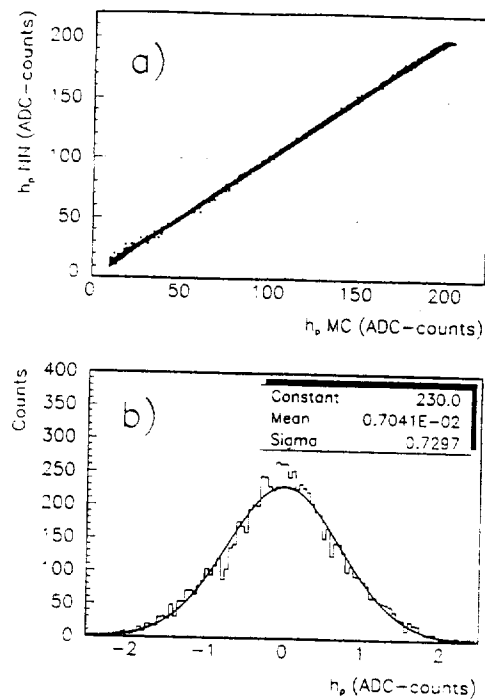 a)
200
150
100
50
0
h_p NN (ADC-counts)
0 50 100 150 200
h_p MC (ADC-counts)
b)
400
350
300
250
200
150
100
50
0
Counts
Constant 230.0
Mean 0.7041E-02
Sigma 0.7297
-2 -1 0 1 2
h_p (ADC-counts)